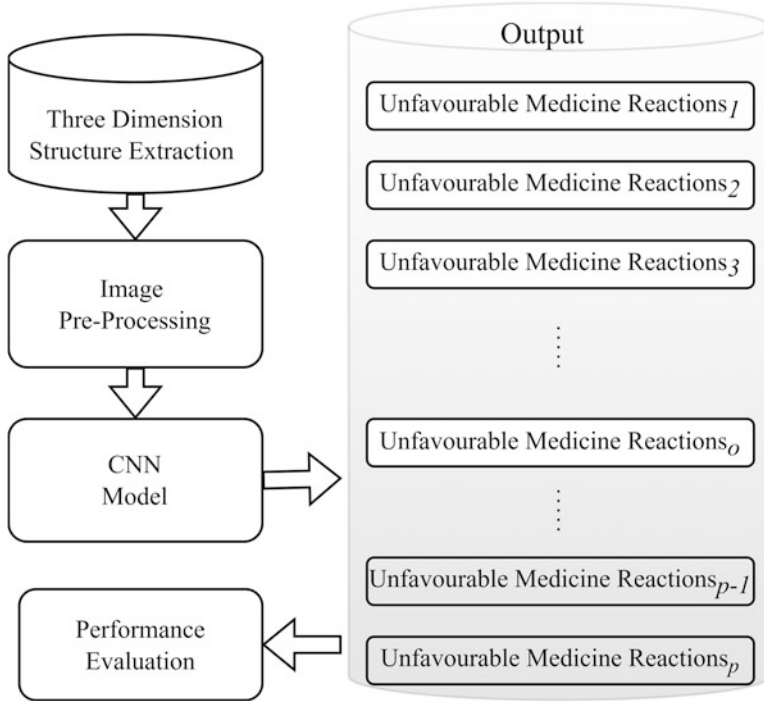 Three Dimension
Structure Extraction
Image
Pre-Processing
CNN
Model
Output
Unfavourable Medicine Reactions1
Unfavourable Medicine Reactions2
Unfavourable Medicine Reactions3
Unfavourable Medicine Reactionso
Unfavourable Medicine Reactionsp-1
Unfavourable Medicine Reactionsp
Performance
Evaluation